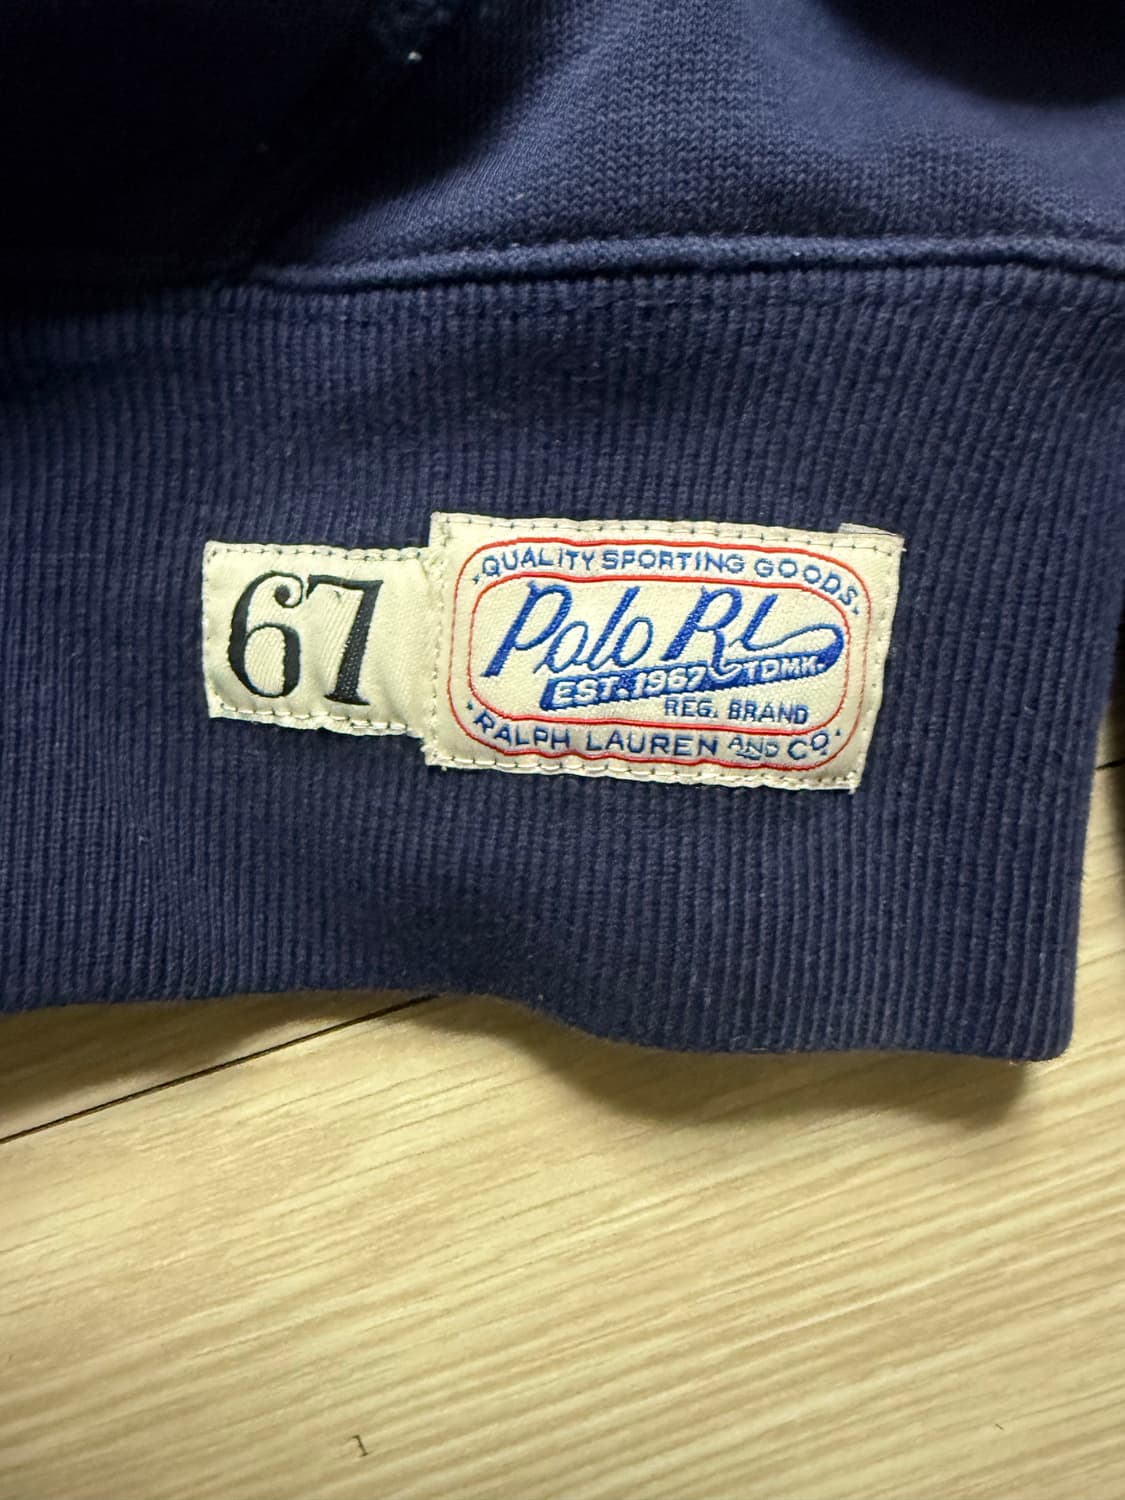 67
QUALITY SPORTING GOODS
Polo RL
EST. 1967 TDMK.
REG. BRAND
RALPH LAUREN AND CO.